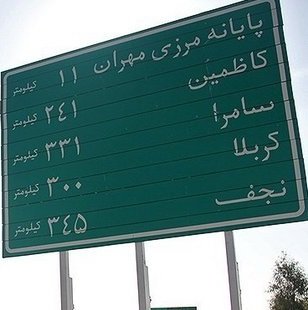 پایانه مرزی مهران ۱۱ کیلومتر
کاظمین ۲۴۱ کیلومتر
سامرا ۳۳۱ کیلومتر
کربلا ۳۰۰ کیلومتر
نجف ۳۴۵ کیلومتر